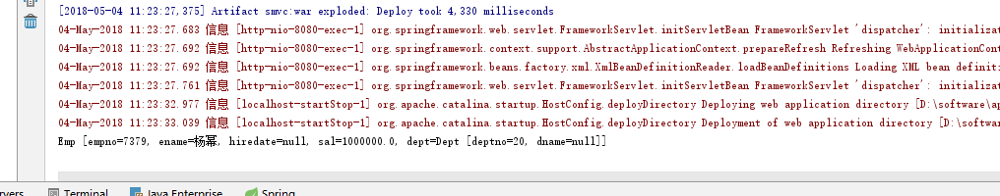 [2018-05-04 11:23:27,375] Artifact smvc:war exploded: Deploy took 4,330 milliseconds
04-May-2018 11:23:27.683 信息 [http-nio-8080-exec-1] org.springframework.web.servlet.FrameworkServlet.initServletBean FrameworkServlet 'dispatcher': initializat
04-May-2018 11:23:27.692 信息 [http-nio-8080-exec-1] org.springframework.context.support.AbstractApplicationContext.prepareRefresh Refreshing WebApplicationCont
04-May-2018 11:23:27.692 信息 [http-nio-8080-exec-1] org.springframework.beans.factory.xml.XmlBeanDefinitionReader.loadBeanDefinitions Loading XML bean definiti
04-May-2018 11:23:27.761 信息 [http-nio-8080-exec-1] org.springframework.web.servlet.FrameworkServlet.initServletBean FrameworkServlet 'dispatcher': initializat
04-May-2018 11:23:32.977 信息 [localhost-startStop-1] org.apache.catalina.startup.HostConfig.deployDirectory Deploying web application directory [D:\software\ap
04-May-2018 11:23:33.039 信息 [localhost-startStop-1] org.apache.catalina.startup.HostConfig.deployDirectory Deployment of web application directory [D:\softwa
Emp [empno=7379, ename=杨幂, hiredate=null, sal=1000000.0, dept=Dept [deptno=20, dname=null]]
rvers Terminal Java Enterprise Spring